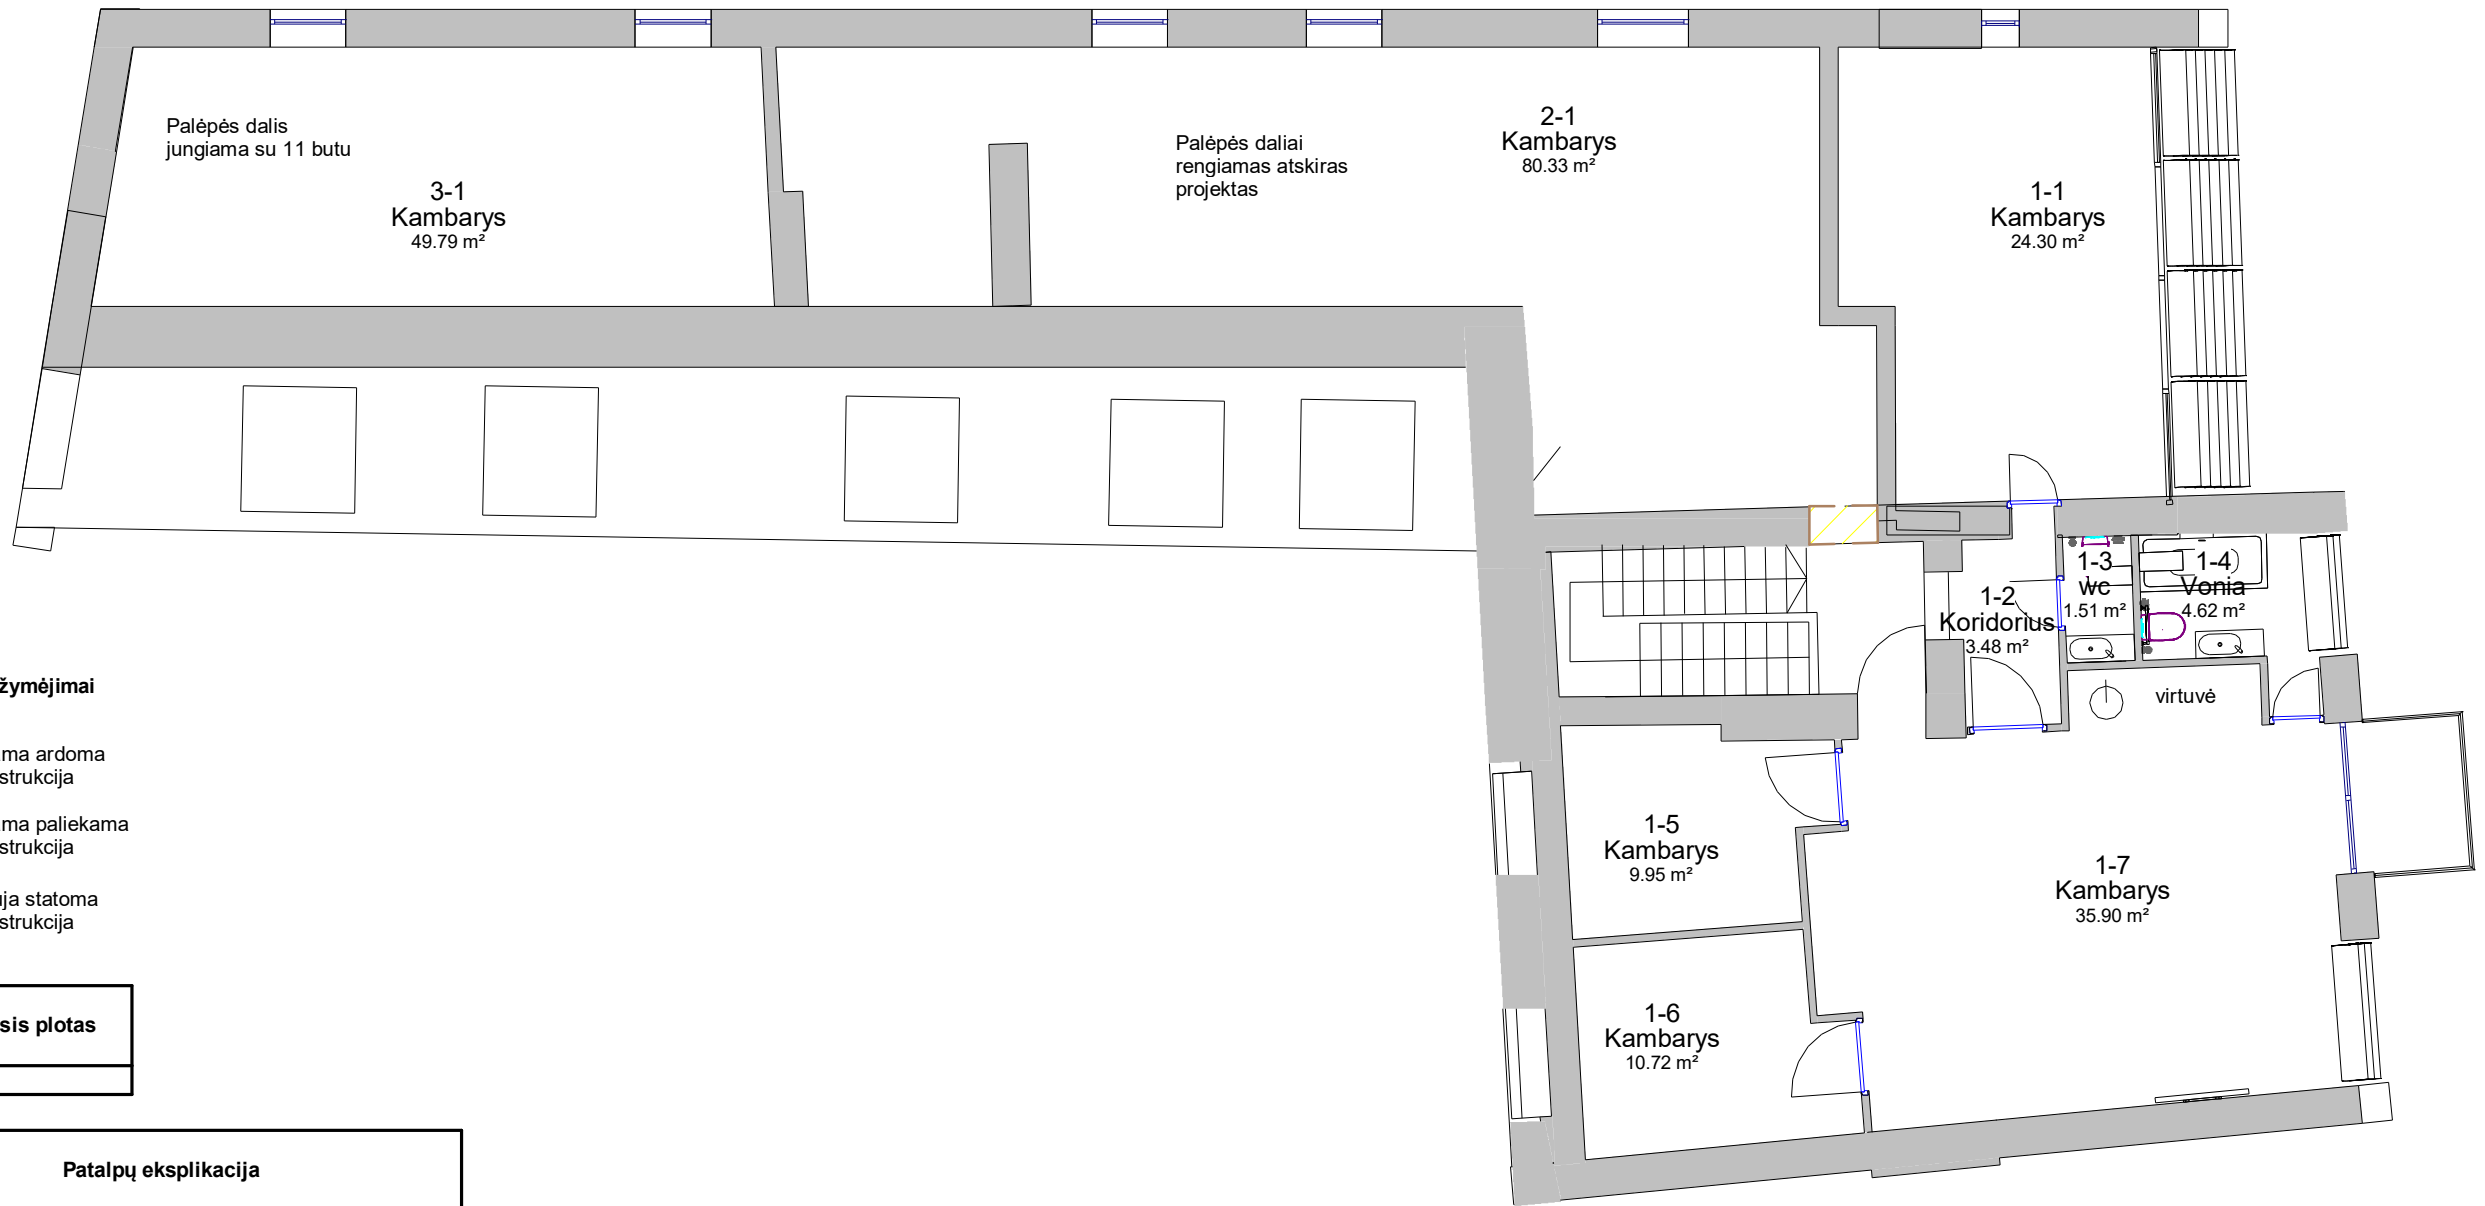 Palėpės dalis
jungiama su 11 butu
3-1
Kambarys
49.79 m²
Palėpės daliai
rengiamas atskiras
projektas
2-1
Kambarys
80.33 m²
1-1
Kambarys
24.30 m²
1-2
Koridorius
3.48 m²
1-3
wc
1.51 m²
1-4
Vonia
4.62 m²
virtuvė
1-5
Kambarys
9.95 m²
1-6
Kambarys
10.72 m²
1-7
Kambarys
35.90 m²
žymėjimai
ma ardoma
strukcija
ma paliekama
strukcija
uja statoma
strukcija
sis plotas
Patalpų eksplikacija